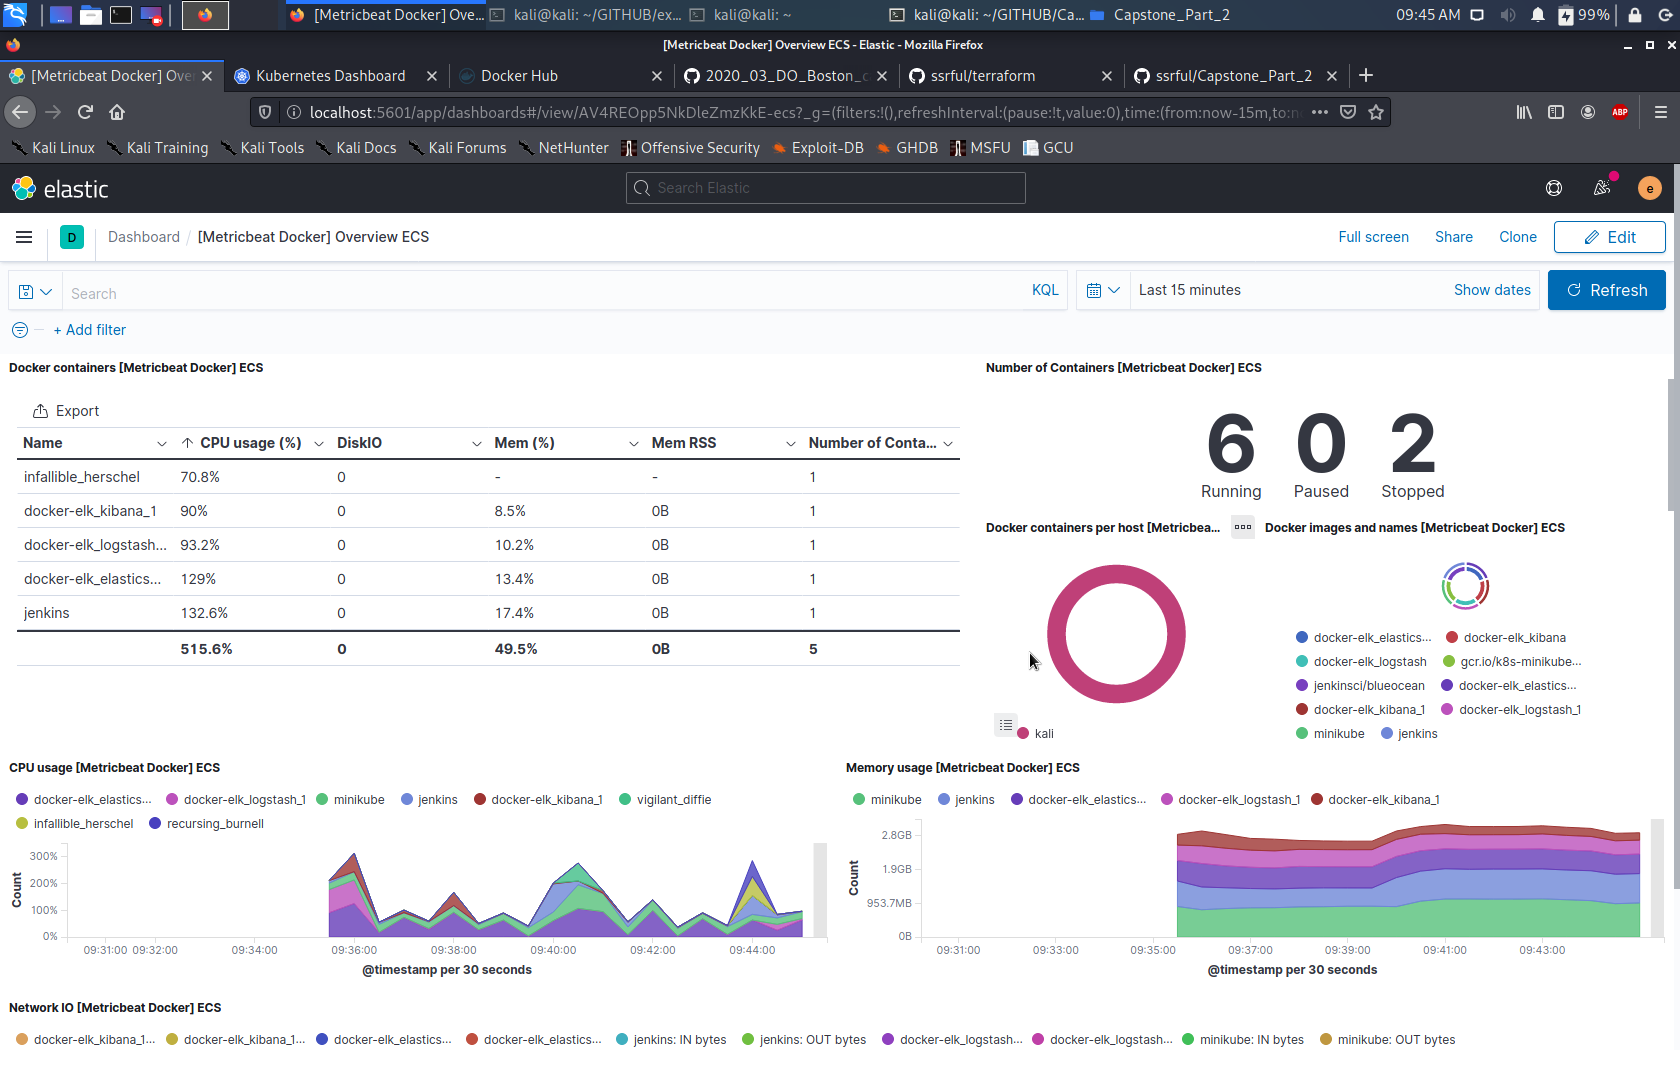 [Metricbeat Docker] Ove... kali@kali: ~/GITHUB/ex... kali@kali: ~ kali@kali: ~/GITHUB/Ca... Capstone_Part_2 09:45 AM 99%
[Metricbeat Docker] Overview ECS - Elastic - Mozilla Firefox
[Metricbeat Docker] Over Kubernetes Dashboard Docker Hub 2020_03_DO_Boston_c ssrful/terraform ssrful/Capstone_Part_2
localhost:5601/app/dashboards#/view/AV4REOpp5NkDleZmzKkE-ecs?_g=(filters:!(),refreshInterval:(pause:!t,value:0),time:(from:now-15m,to:n ABP
Kali Linux Kali Training Kali Tools Kali Docs Kali Forums NetHunter Offensive Security Exploit-DB GHDB MSFU GCU
elastic Search Elastic e
D Dashboard / [Metricbeat Docker] Overview ECS Full screen Share Clone Edit
Search KQL Last 15 minutes Show dates Refresh
+ Add filter
Docker containers [Metricbeat Docker] ECS
Export
Name CPU usage (%) DiskIO Mem (%) Mem RSS Number of Conta...
infallible_herschel 70.8% 0 - - 1
docker-elk_kibana_1 90% 0 8.5% 0B 1
docker-elk_logstash... 93.2% 0 10.2% 0B 1
docker-elk_elastics... 129% 0 13.4% 0B 1
jenkins 132.6% 0 17.4% 0B 1
515.6% 0 49.5% 0B 5
Number of Containers [Metricbeat Docker] ECS
6 0 2
Running Paused Stopped
Docker containers per host [Metricbea...
kali
Docker images and names [Metricbeat Docker] ECS
docker-elk_elastics... docker-elk_kibana
docker-elk_logstash gcr.io/k8s-minikube...
jenkinsci/blueocean docker-elk_elastics...
docker-elk_kibana_1 docker-elk_logstash_1
minikube jenkins
CPU usage [Metricbeat Docker] ECS
docker-elk_elastics... docker-elk_logstash_1 minikube jenkins docker-elk_kibana_1 vigilant_diffie
infallible_herschel recursing_burnell
300%
200%
100%
0%
Count
09:31:00 09:32:00 09:34:00 09:36:00 09:38:00 09:40:00 09:42:00 09:44:00
@timestamp per 30 seconds
Memory usage [Metricbeat Docker] ECS
minikube jenkins docker-elk_elastics... docker-elk_logstash_1 docker-elk_kibana_1
2.8GB
1.9GB
953.7MB
0B
Count
09:31:00 09:33:00 09:35:00 09:37:00 09:39:00 09:41:00 09:43:00
@timestamp per 30 seconds
Network IO [Metricbeat Docker] ECS
docker-elk_kibana_1... docker-elk_kibana_1... docker-elk_elastics... docker-elk_elastics... jenkins: IN bytes jenkins: OUT bytes docker-elk_logstash... docker-elk_logstash... minikube: IN bytes minikube: OUT bytes